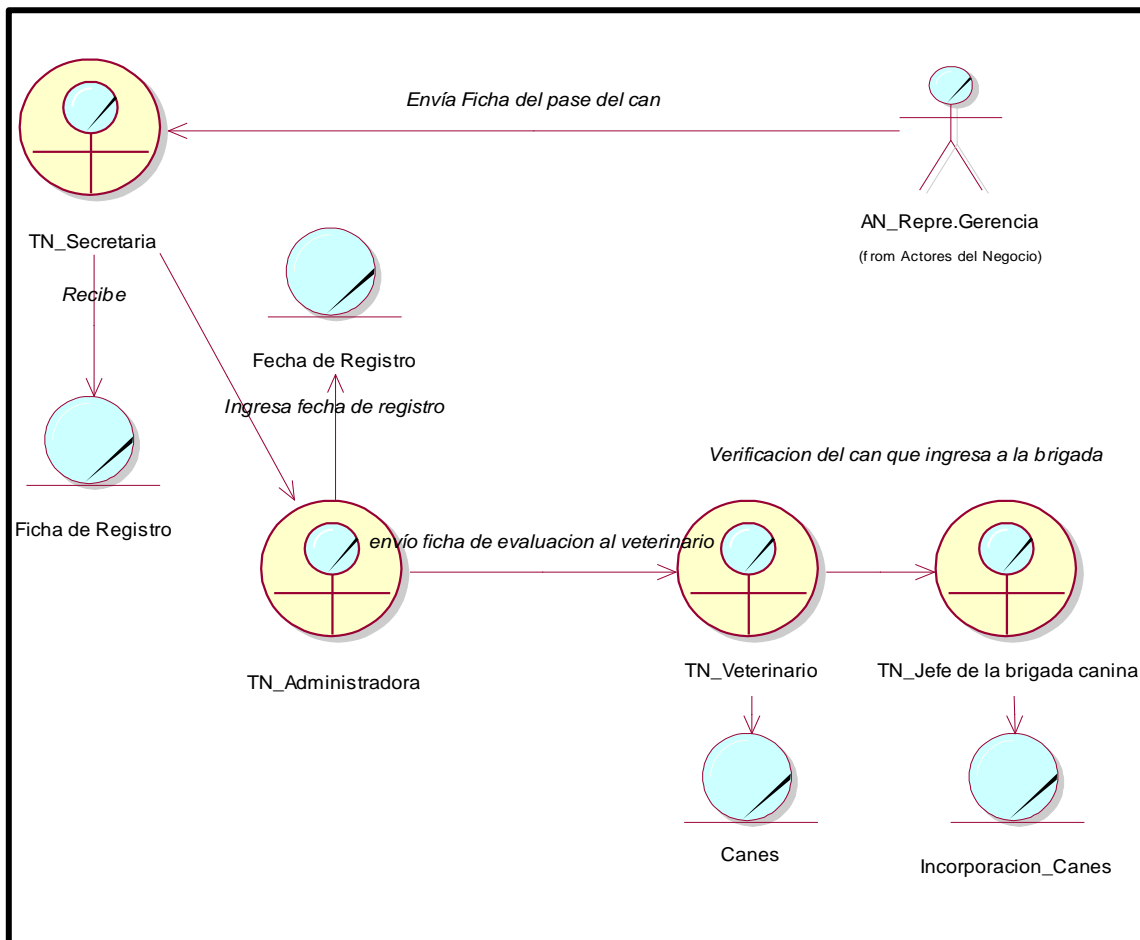 Envía Ficha del pase del can
TN_Secretaria
AN_Repre.Gerencia
(from Actores del Negocio)
Recibe
Fecha de Registro
Ingresa fecha de registro
Ficha de Registro
Verificacion del can que ingresa a la brigada
envío ficha de evaluacion al veterinario
TN_Administradora
TN_Veterinario
TN_Jefe de la brigada canina
Canes
Incorporacion_Canes